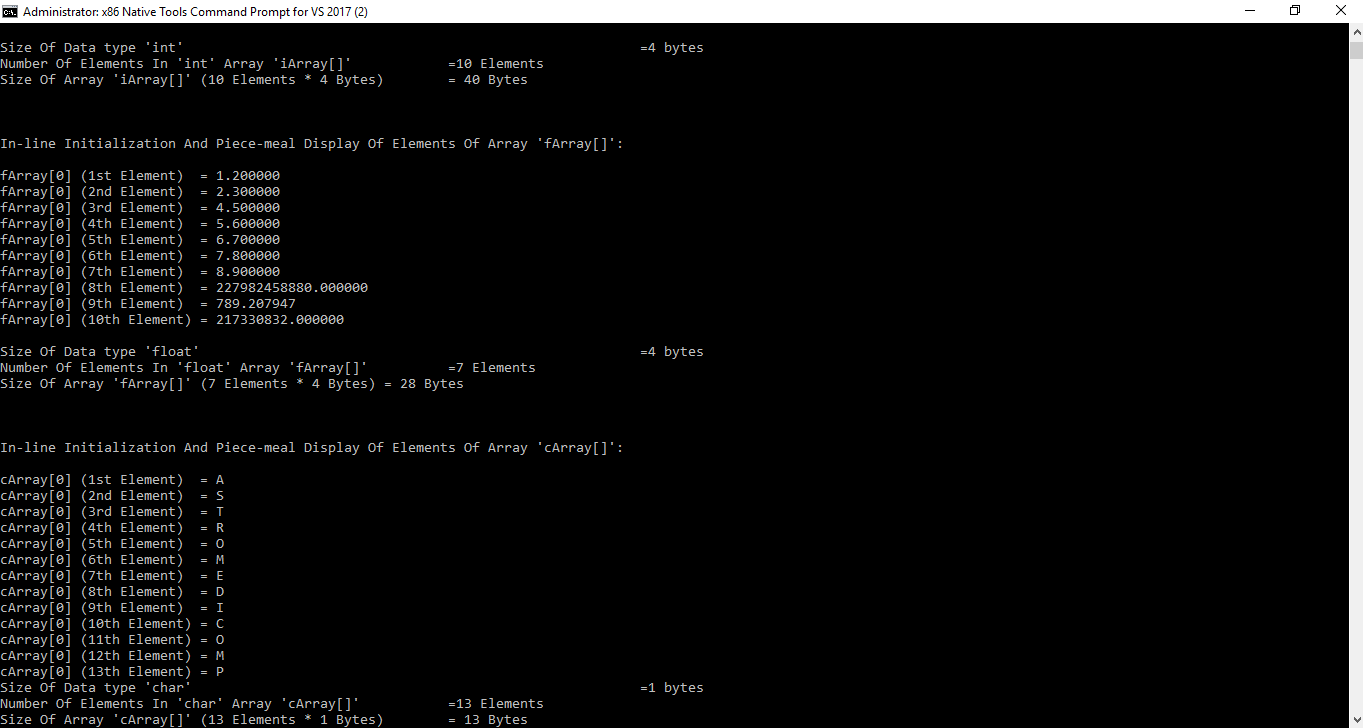 Administrator: x86 Native Tools Command Prompt for VS 2017 (2)
Size Of Data type 'int' =4 bytes
Number Of Elements In 'int' Array 'iArray[]' =10 Elements
Size Of Array 'iArray[]' (10 Elements * 4 Bytes) = 40 Bytes
In-line Initialization And Piece-meal Display Of Elements Of Array 'fArray[]':
fArray[0] (1st Element) = 1.200000
fArray[0] (2nd Element) = 2.300000
fArray[0] (3rd Element) = 4.500000
fArray[0] (4th Element) = 5.600000
fArray[0] (5th Element) = 6.700000
fArray[0] (6th Element) = 7.800000
fArray[0] (7th Element) = 8.900000
fArray[0] (8th Element) = 227982458880.000000
fArray[0] (9th Element) = 789.207947
fArray[0] (10th Element) = 217330832.000000
Size Of Data type 'float' =4 bytes
Number Of Elements In 'float' Array 'fArray[]' =7 Elements
Size Of Array 'fArray[]' (7 Elements * 4 Bytes) = 28 Bytes
In-line Initialization And Piece-meal Display Of Elements Of Array 'cArray[]':
cArray[0] (1st Element) = A
cArray[0] (2nd Element) = S
cArray[0] (3rd Element) = T
cArray[0] (4th Element) = R
cArray[0] (5th Element) = O
cArray[0] (6th Element) = M
cArray[0] (7th Element) = E
cArray[0] (8th Element) = D
cArray[0] (9th Element) = I
cArray[0] (10th Element) = C
cArray[0] (11th Element) = O
cArray[0] (12th Element) = M
cArray[0] (13th Element) = P
Size Of Data type 'char' =1 bytes
Number Of Elements In 'char' Array 'cArray[]' =13 Elements
Size Of Array 'cArray[]' (13 Elements * 1 Bytes) = 13 Bytes